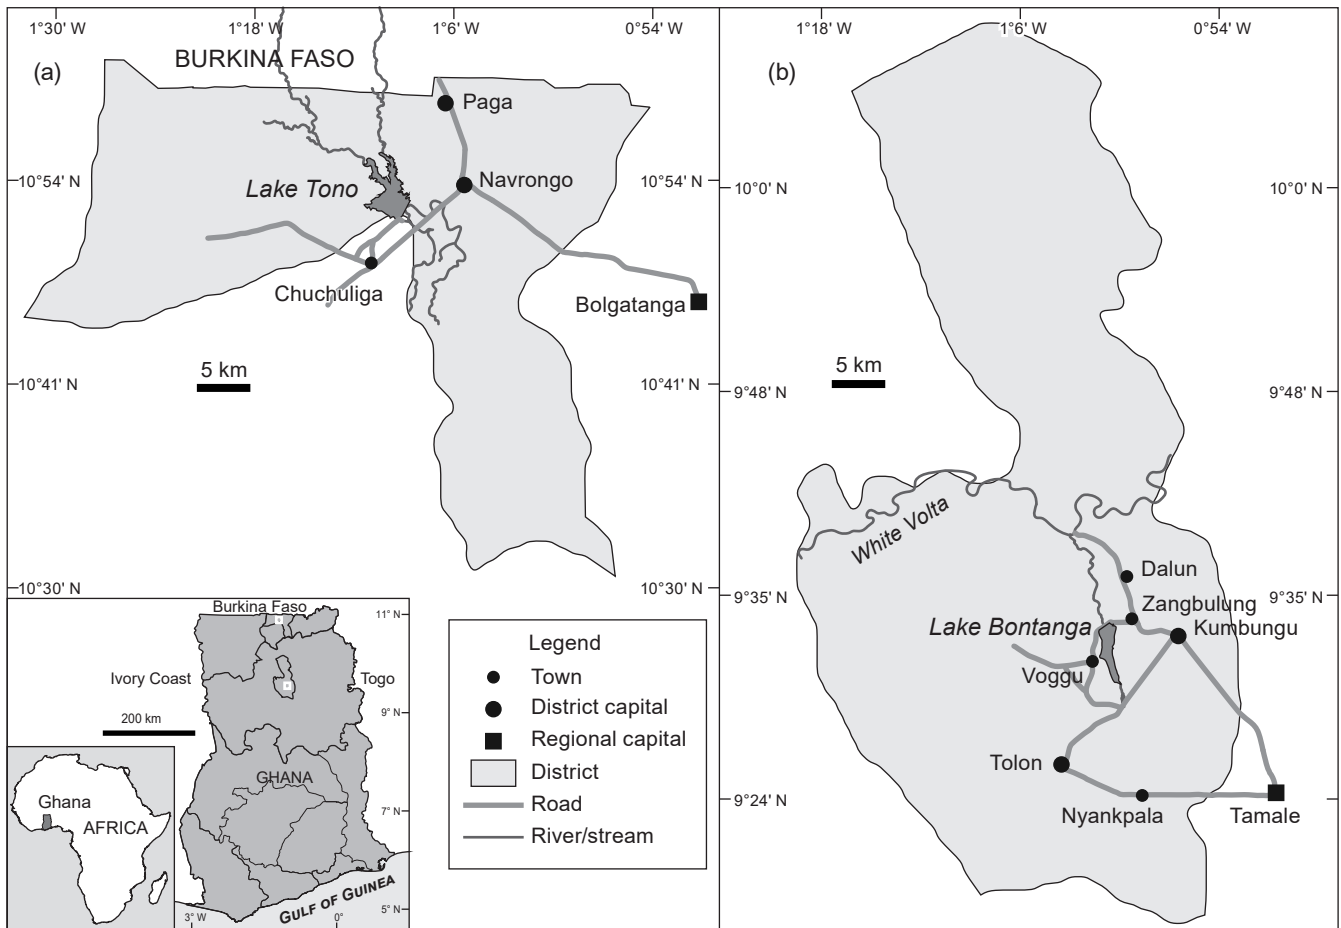 1°30' W
1°18' W
1°6' W
0°54' W
(a)
BURKINA FASO
Paga
10°54' N
Lake Tono
Navrongo
10°54' N
Chuchuliga
Bolgatanga
5 km
10°41' N
10°41' N
10°30' N
10°30' N
1°18' W
1°6' W
0°54' W
(b)
10°0' N
10°0' N
5 km
9°48' N
9°48' N
White Volta
Dalun
9°35' N
9°35' N
Zangbulung
Lake Bontanga
Kumbungu
Voggu
Tolon
9°24' N
9°24' N
Nyankpala
Tamale
Burkina Faso
11° N
Ivory Coast
Togo
200 km
9° N
GHANA
7° N
GULF OF GUINEA
5° N
3° W
0°
Ghana
AFRICA
Legend
Town
District capital
Regional capital
District
Road
River/stream